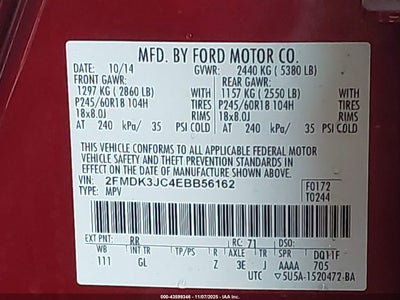 MFD. BY FORD MOTOR CO.
DATE: 10/14 GVWR: 2440 KG ( 5380 LB)
FRONT GAWR: REAR GAWR:
1297 KG ( 2860 LB) WITH 1157 KG ( 2550 LB) WITH
P245/60R18 104H TIRES P245/60R18 104H TIRES
18x8.0J RIMS 18x8.0J RIMS
AT 240 kPa/ 35 PSI COLD AT 240 kPa/ 35 PSI COLD
THIS VEHICLE CONFORMS TO ALL APPLICABLE FEDERAL MOTOR
VEHICLE SAFETY AND THEFT PREVENTION STANDARDS IN
EFFECT ON THE DATE OF MANUFACTURE SHOWN ABOVE.
VIN: 2FMDK3JC4EBB56162 F0172
TYPE: MPV T0244
EXT PNT: RR RC: 71 DSO:
WB INT TR TP/PS R AXLE TR SPR DQ11F
111 GL Z 3E J AAAA 705
UTC 5U5A-1520472-BA
IN: 43599346 - 11/07/2025 - IAAI